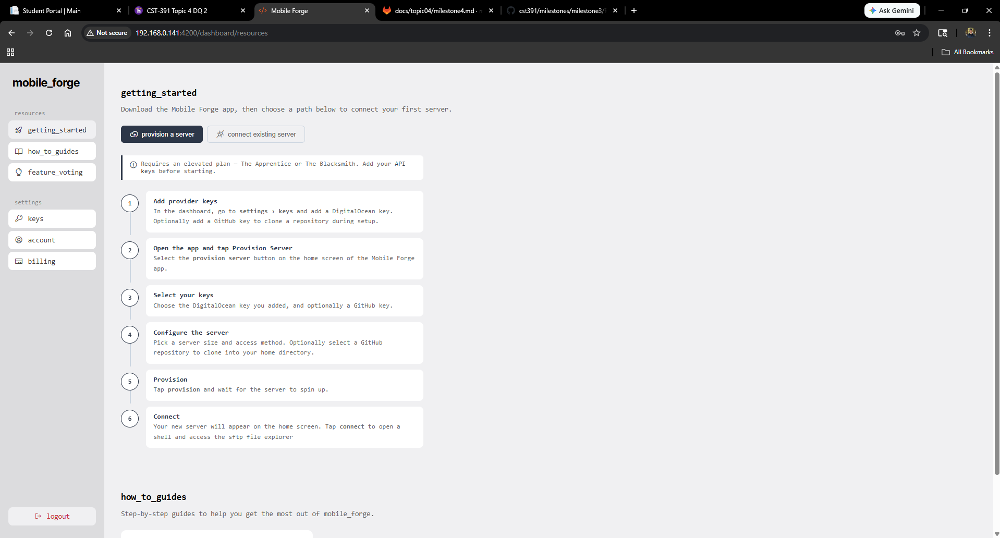 Student Portal | Main
CST-391 Topic 4 DQ 2
Mobile Forge
docs/topic04/milestone4.md
cst391/milestones/milestone3/
Ask Gemini
Not secure
192.168.0.141:4200/dashboard/resources
All Bookmarks
mobile_forge
resources
getting_started
how_to_guides
feature_voting
settings
keys
account
billing
logout
getting_started
Download the Mobile Forge app, then choose a path below to connect your first server.
provision a server
connect existing server
Requires an elevated plan — The Apprentice or The Blacksmith. Add your API
keys before starting.
1
Add provider keys
In the dashboard, go to settings › keys and add a DigitalOcean key.
Optionally add a GitHub key to clone a repository during setup.
2
Open the app and tap Provision Server
Select the provision server button on the home screen of the Mobile Forge
app.
3
Select your keys
Choose the DigitalOcean key you added, and optionally a GitHub key.
4
Configure the server
Pick a server size and access method. Optionally select a GitHub
repository to clone into your home directory.
5
Provision
Tap provision and wait for the server to spin up.
6
Connect
Your new server will appear on the home screen. Tap connect to open a
shell and access the sftp file explorer
how_to_guides
Step-by-step guides to help you get the most out of mobile_forge.